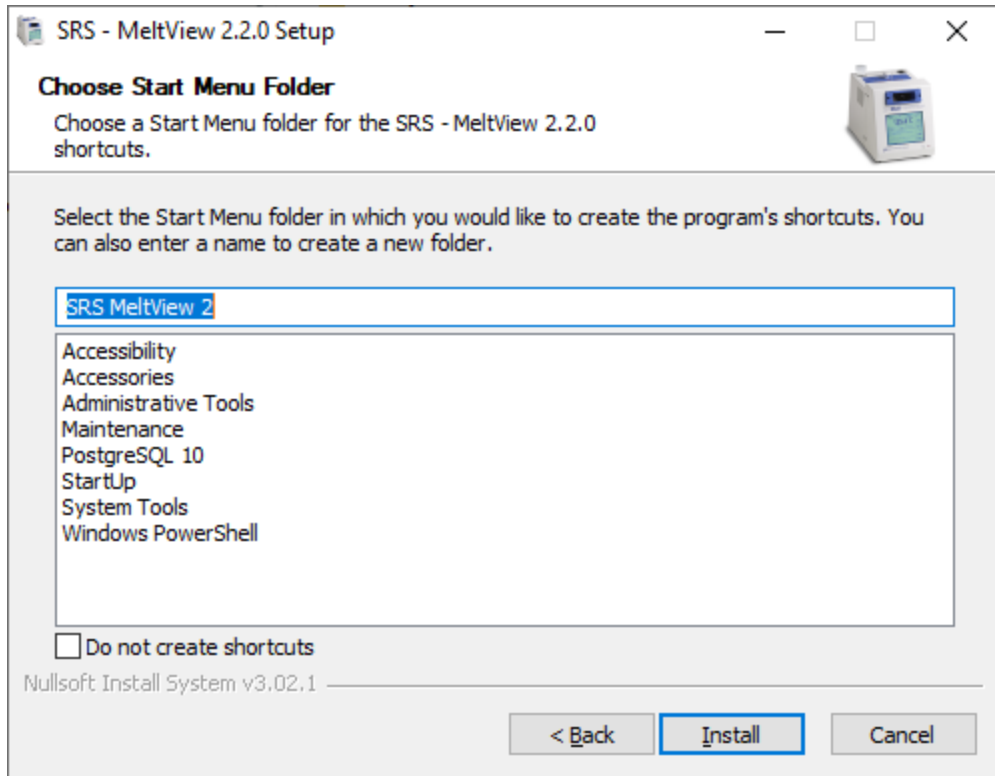 SRS - MeltView 2.2.0 Setup
Choose Start Menu Folder
Choose a Start Menu folder for the SRS - MeltView 2.2.0
shortcuts.
Select the Start Menu folder in which you would like to create the program's shortcuts. You
can also enter a name to create a new folder.
SRS MeltView 2
Accessibility
Accessories
Administrative Tools
Maintenance
PostgreSQL 10
StartUp
System Tools
Windows PowerShell
Do not create shortcuts
Nullsoft Install System v3.02.1
< Back Install Cancel